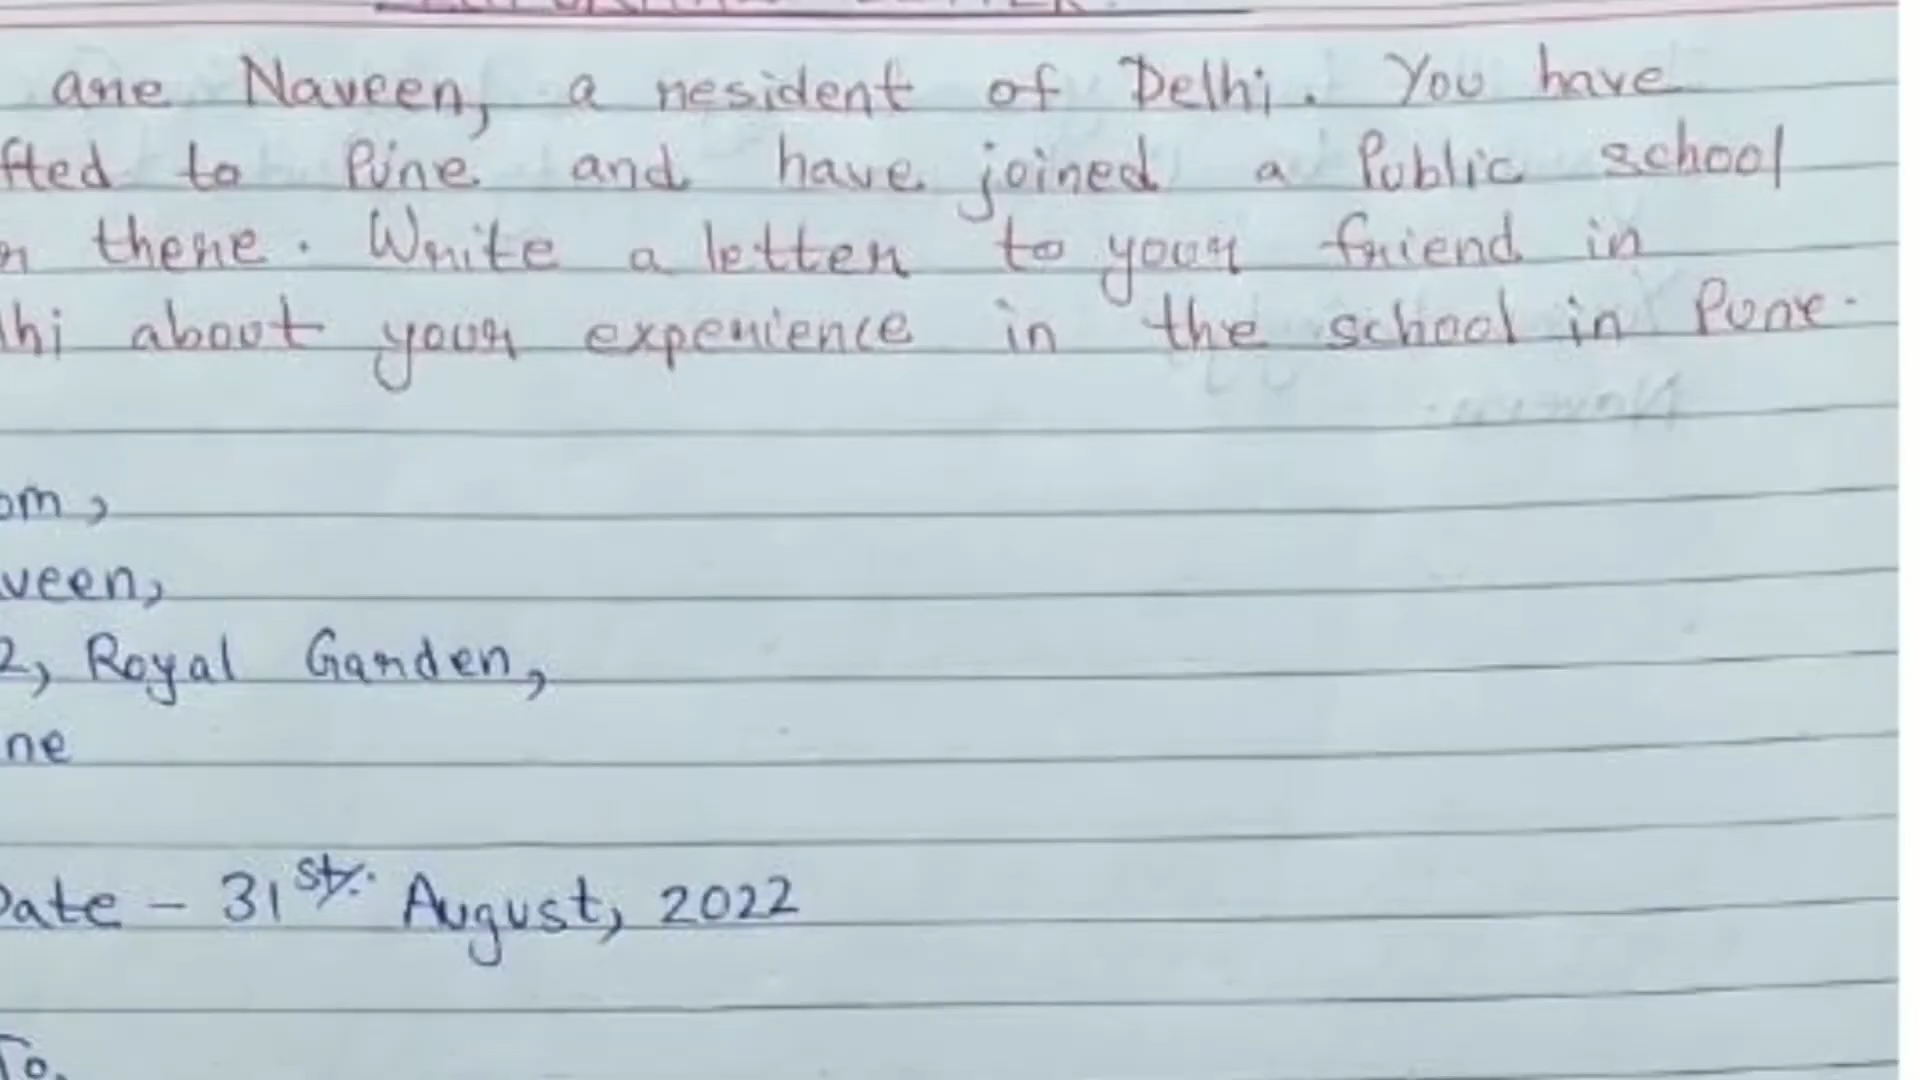 are Naveen, a resident of Delhi. You have
fted to Pune and have joined a Public school
n there. Write a letter to your friend in
lhi about your experience in the school in Pune.
om,
veen,
2, Royal Garden,
ne
Date - 31st August, 2022
To,